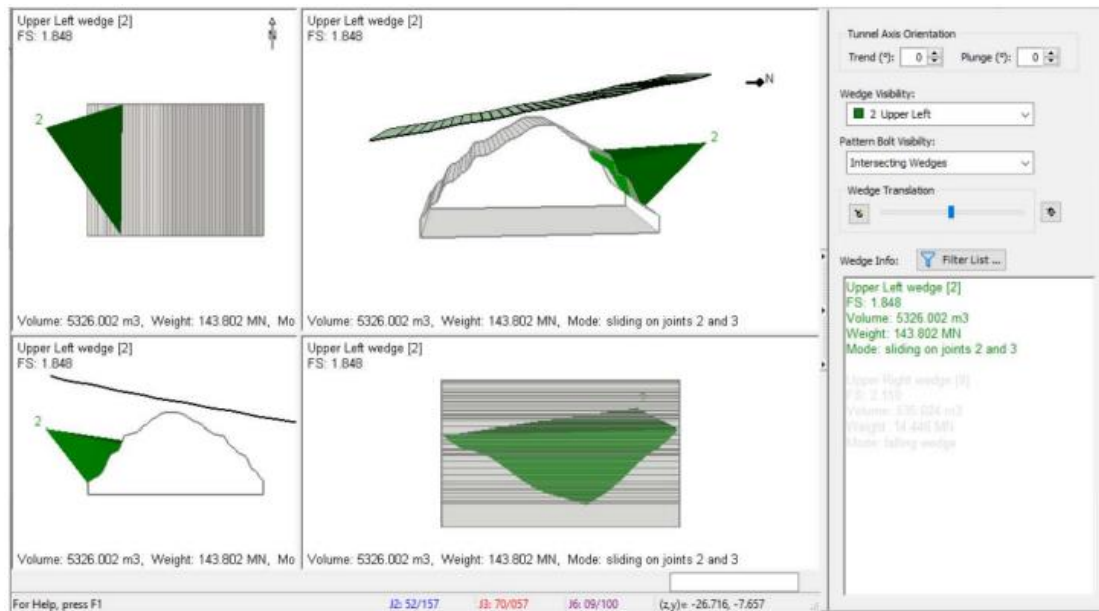 Upper Left wedge [2]
FS: 1.848
N
2
Volume: 5326.002 m3, Weight: 143.802 MN, Mo
Upper Left wedge [2]
FS: 1.848
N
2
Volume: 5326.002 m3, Weight: 143.802 MN, Mode: sliding on joints 2 and 3
Upper Left wedge [2]
FS: 1.848
2
Volume: 5326.002 m3, Weight: 143.802 MN, Mo
Upper Left wedge [2]
FS: 1.848
2
Volume: 5326.002 m3, Weight: 143.802 MN, Mode: sliding on joints 2 and 3
Tunnel Axis Orientation
Trend (°): 0 Plunge (°): 0
Wedge Visibility:
2 Upper Left
Pattern Bolt Visibilty:
Intersecting Wedges
Wedge Translation
Wedge Info: Filter List ...
Upper Left wedge [2]
FS: 1.848
Volume: 5326.002 m3
Weight: 143.802 MN
Mode: sliding on joints 2 and 3
Upper Right wedge
FS:
Volume: m3
Weight: MN
Mode: falling wedge
For Help, press F1 J2: 52/157 J3: 70/057 J6: 09/100 (z,y)= -26.716, -7.657